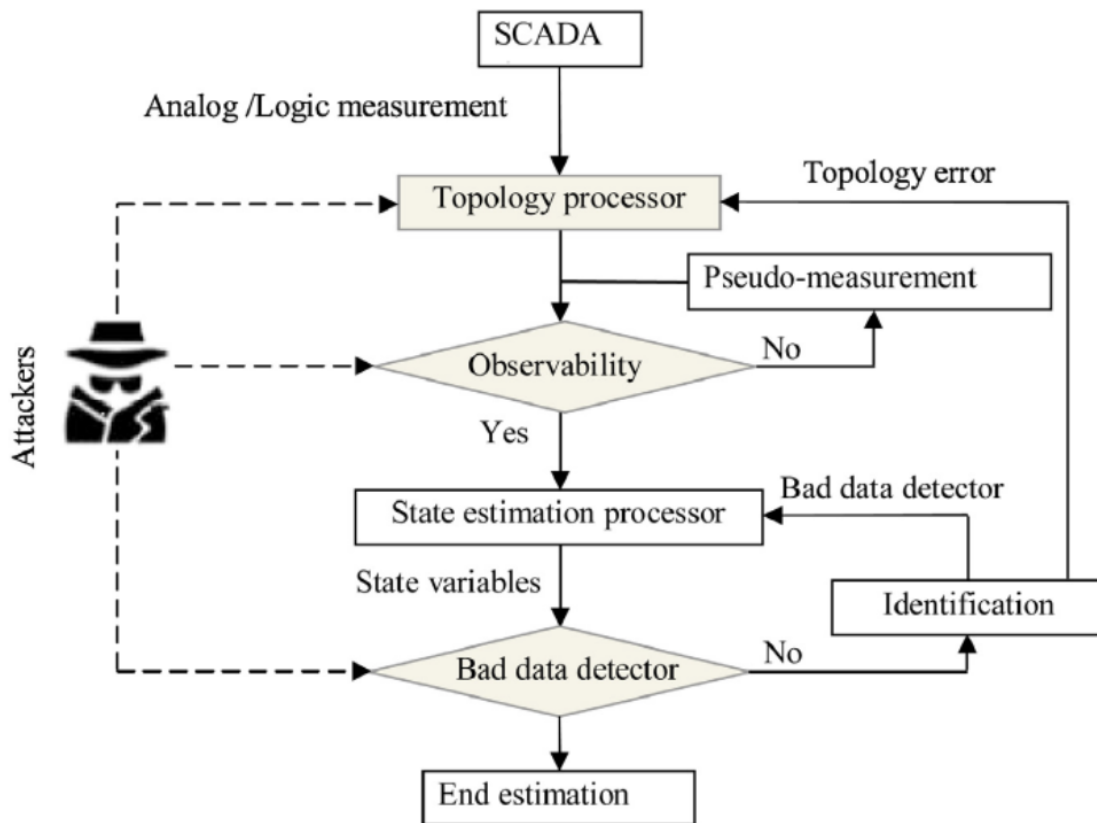 SCADA
Analog /Logic measurement
Topology error
Topology processor
Pseudo-measurement
Observability
No
Attackers
Yes
Bad data detector
State estimation processor
State variables
Identification
Bad data detector
No
End estimation